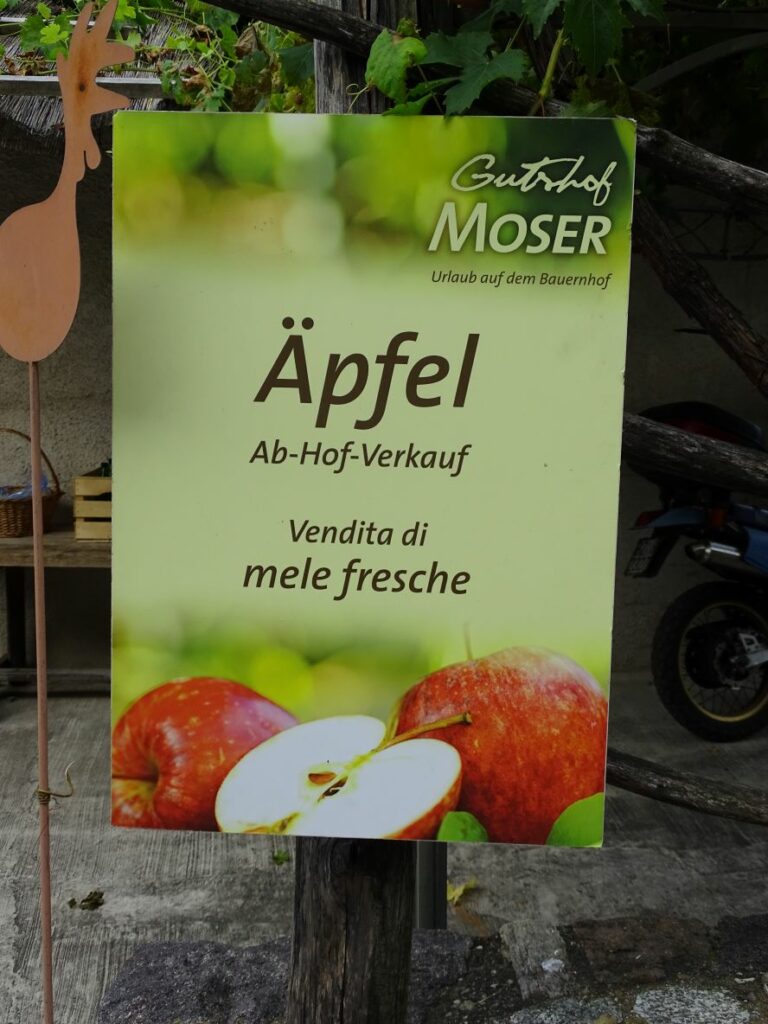 Gutshof
MOSER
Urlaub auf dem Bauernhof
Äpfel
Ab-Hof-Verkauf
Vendita di
mele fresche